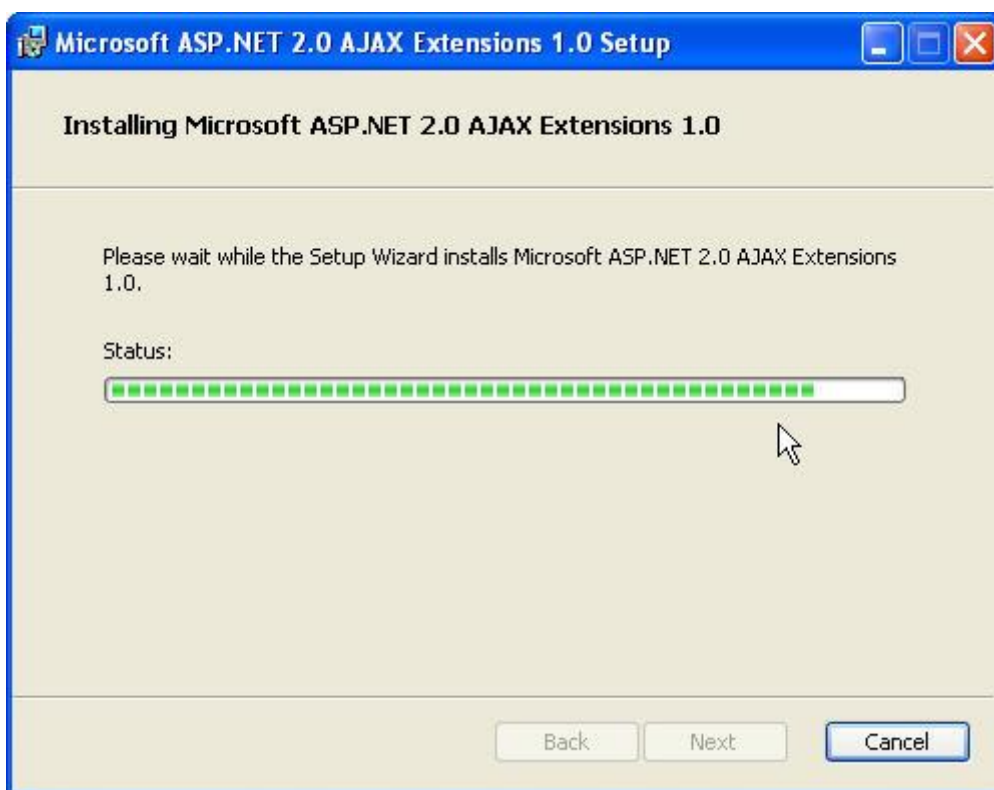 Microsoft ASP.NET 2.0 AJAX Extensions 1.0 Setup
Installing Microsoft ASP.NET 2.0 AJAX Extensions 1.0
Please wait while the Setup Wizard installs Microsoft ASP.NET 2.0 AJAX Extensions
1.0.
Status:
Back Next Cancel